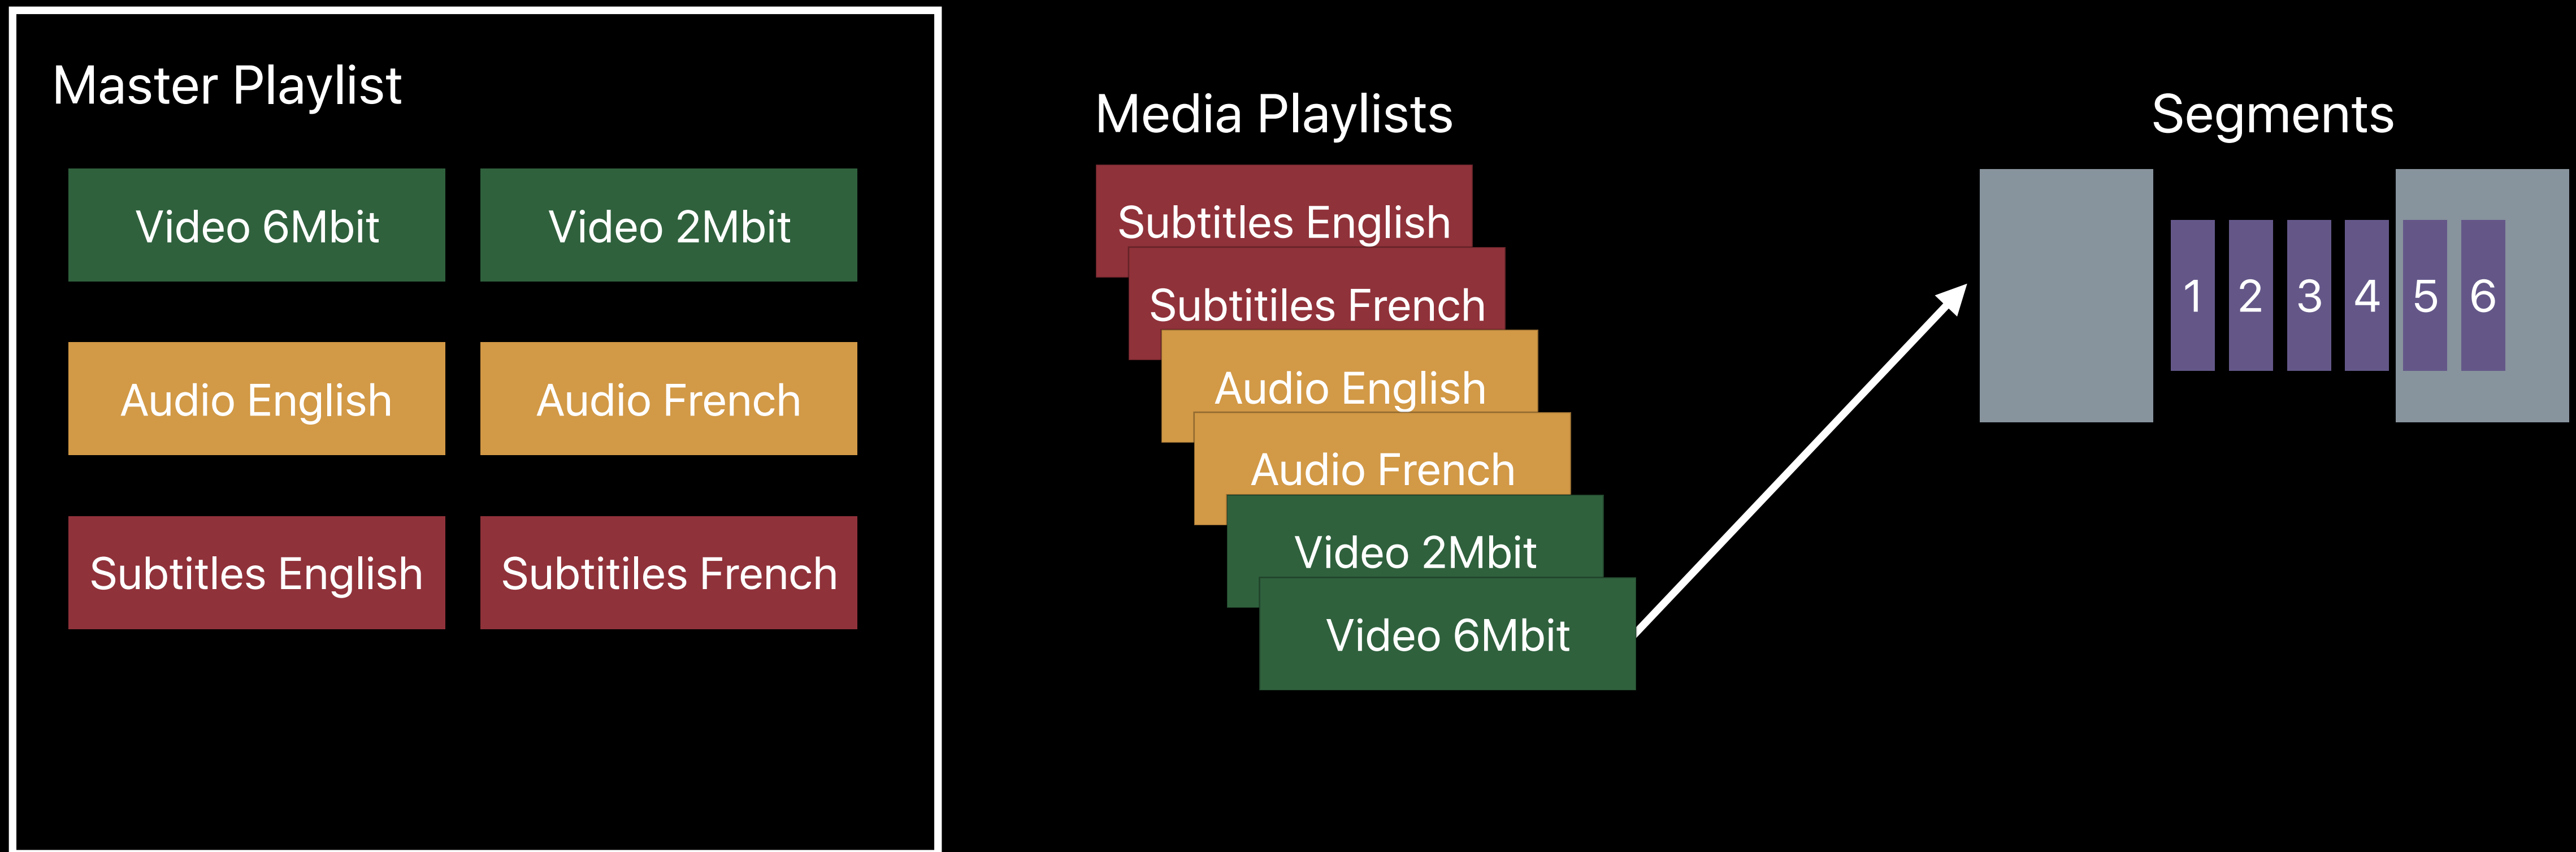 Master Playlist
Video 6Mbit
Video 2Mbit
Audio English
Audio French
Subtitles English
Subtitiles French
Media Playlists
Subtitles English
Subtitiles French
Audio English
Audio French
Video 2Mbit
Video 6Mbit
Segments
1 2 3 4 5 6